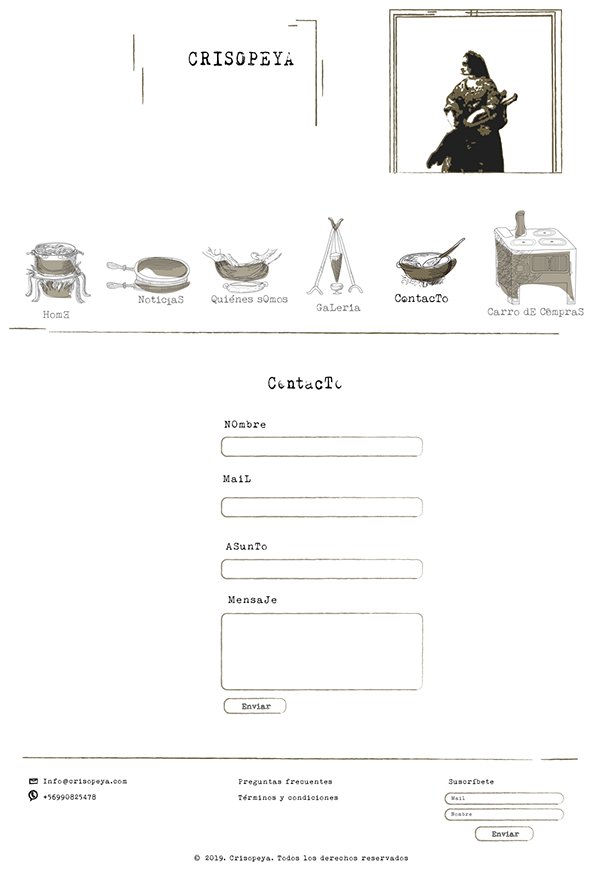 CRISOPEYA
HomE
NoticiaS
Quiénes sOmos
GaLeria
ContacTo
Carro dE COmpraS
ContacTo
NOmbre
MaiL
ASunTo
MensaJe
Enviar
Info@crisopeya.com
+56990825478
Preguntas frecuentes
Términos y condiciones
Suscríbete
Mail
Nombre
Enviar
© 2019. Crisopeya. Todos los derechos reservados